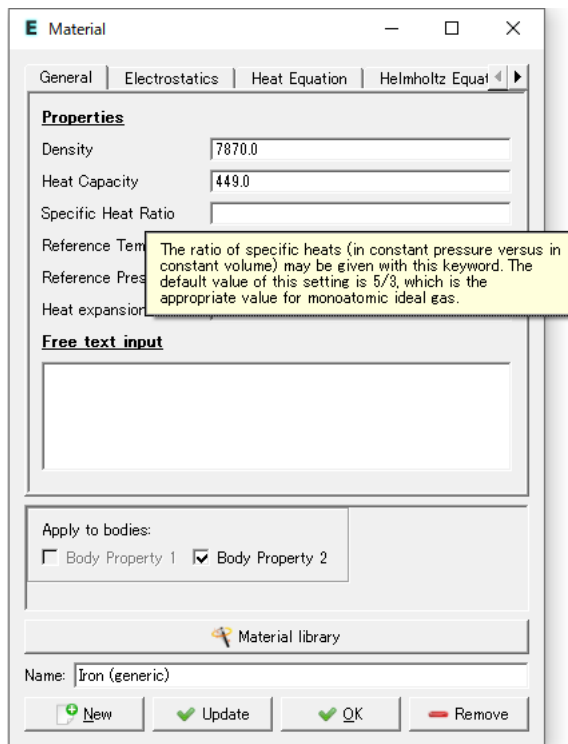 E Material
General Electrostatics Heat Equation Helmholtz Equat
Properties
Density 7870.0
Heat Capacity 449.0
Specific Heat Ratio
Reference Tem
Reference Pres
Heat expansion
The ratio of specific heats (in constant pressure versus in
constant volume) may be given with this keyword. The
default value of this setting is 5/3, which is the
appropriate value for monoatomic ideal gas.
Free text input
Apply to bodies:
Body Property 1 Body Property 2
Material library
Name: Iron (generic)
New Update OK Remove